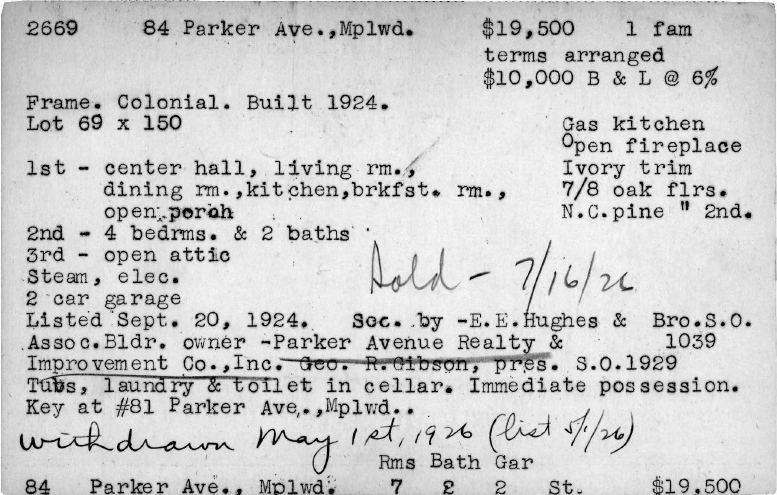 2669 84 Parker Ave.,Mplwd. $19,500 1 fam
terms arranged
$10,000 B & L @ 6%
Frame. Colonial. Built 1924.
Lot 69 x 150 Gas kitchen
Open fireplace
1st - center hall, living rm., Ivory trim
dining rm.,kitchen,brkfst. rm., 7/8 oak flrs.
open porch N.C.pine " 2nd.
2nd - 4 bedrms. & 2 baths
3rd - open attic
Steam, elec.
Sold - 7/16/26
2 car garage
Listed Sept. 20, 1924. Soc. by -E.E.Hughes & Bro.S.O.
Assoc.Bldr. owner -Parker Avenue Realty & 1039
Improvement Co.,Inc. Geo. R.Gibson, pres. S.O.1929
Tubs, laundry & toilet in cellar. Immediate possession.
Key at #81 Parker Ave,.,Mplwd..
withdrawn May 1st, 1926 (list 5/1/26)
Rms Bath Gar
84 Parker Ave., Mplwd. 7 2 2 St. $19,500